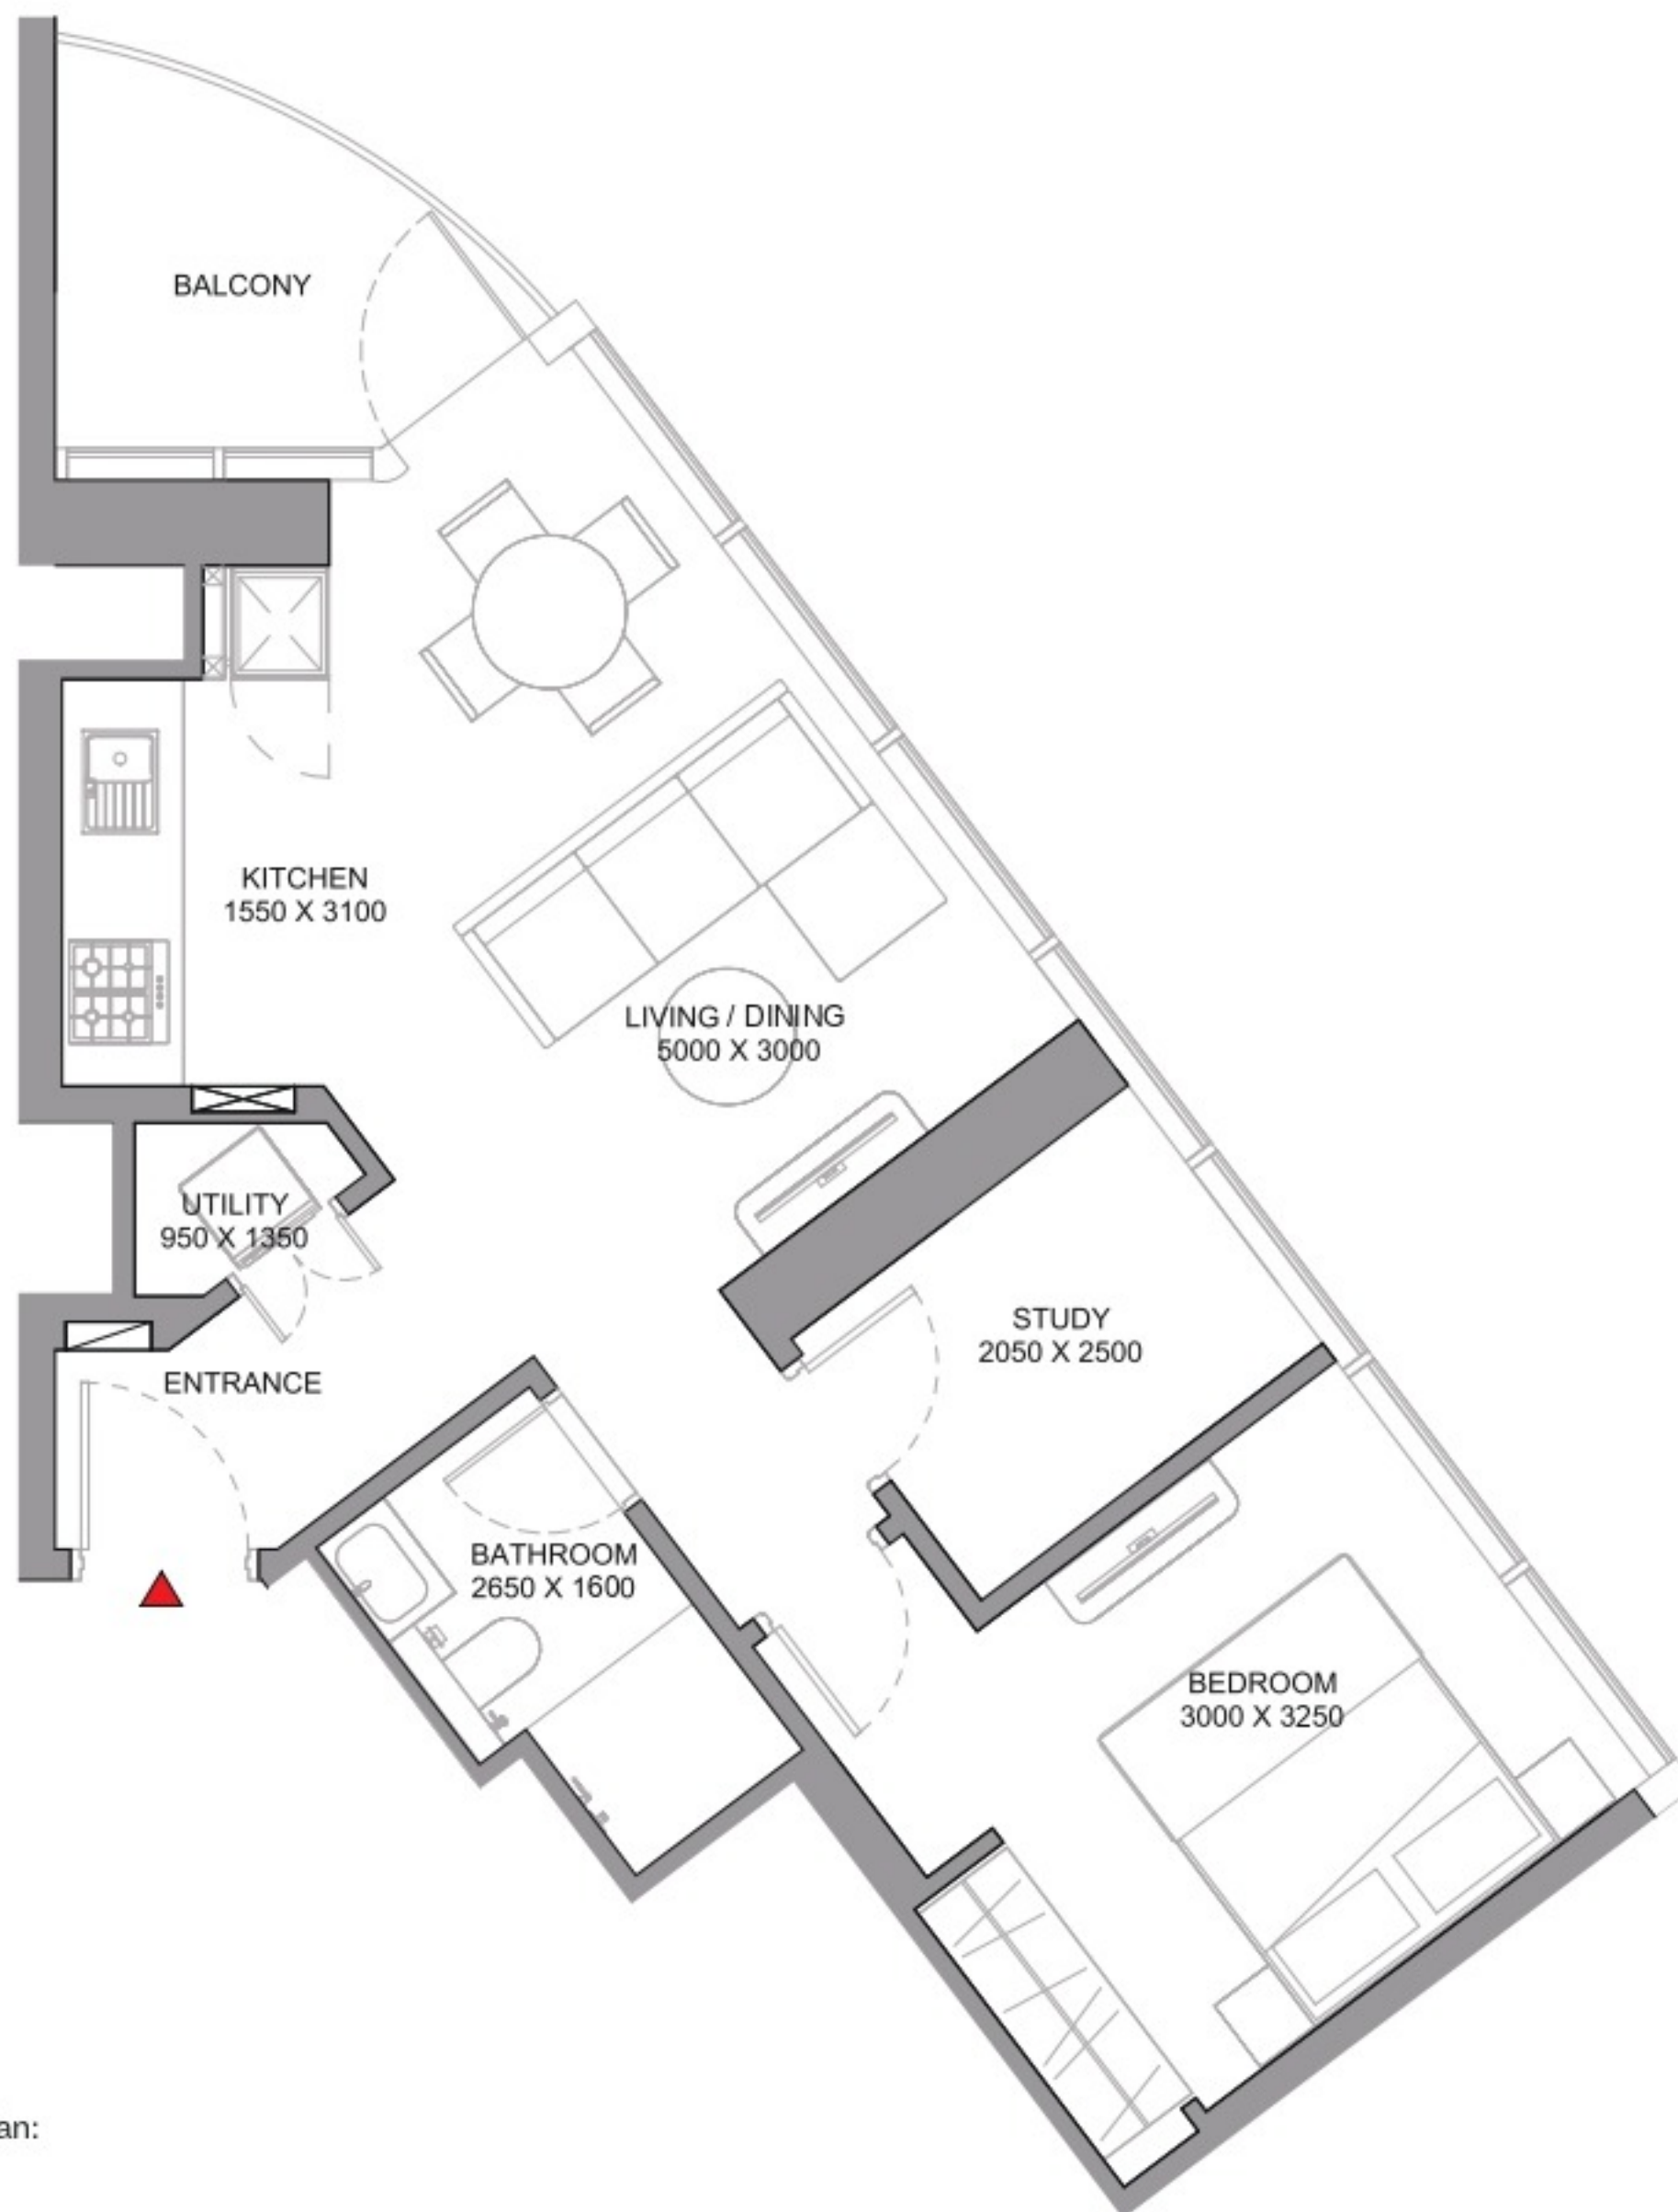 BALCONY
KITCHEN
1550 X 3100
LIVING / DINING
5000 X 3000
UTILITY
950 X 1350
STUDY
2050 X 2500
ENTRANCE
BATHROOM
2650 X 1600
BEDROOM
3000 X 3250
an: